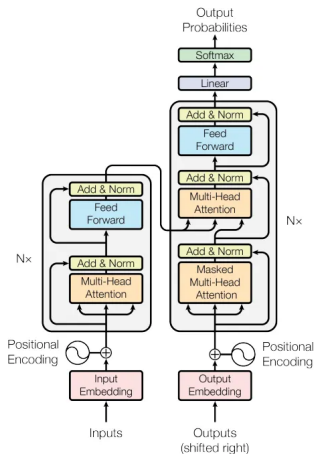 Output
Probabilities
Softmax
Linear
Add & Norm
Feed
Forward
Add & Norm
Multi-Head
Attention
Add & Norm
Masked
Multi-Head
Attention
N×
Add & Norm
Feed
Forward
Add & Norm
Multi-Head
Attention
N×
Positional
Encoding
Positional
Encoding
Input
Embedding
Output
Embedding
Inputs
Outputs
(shifted right)